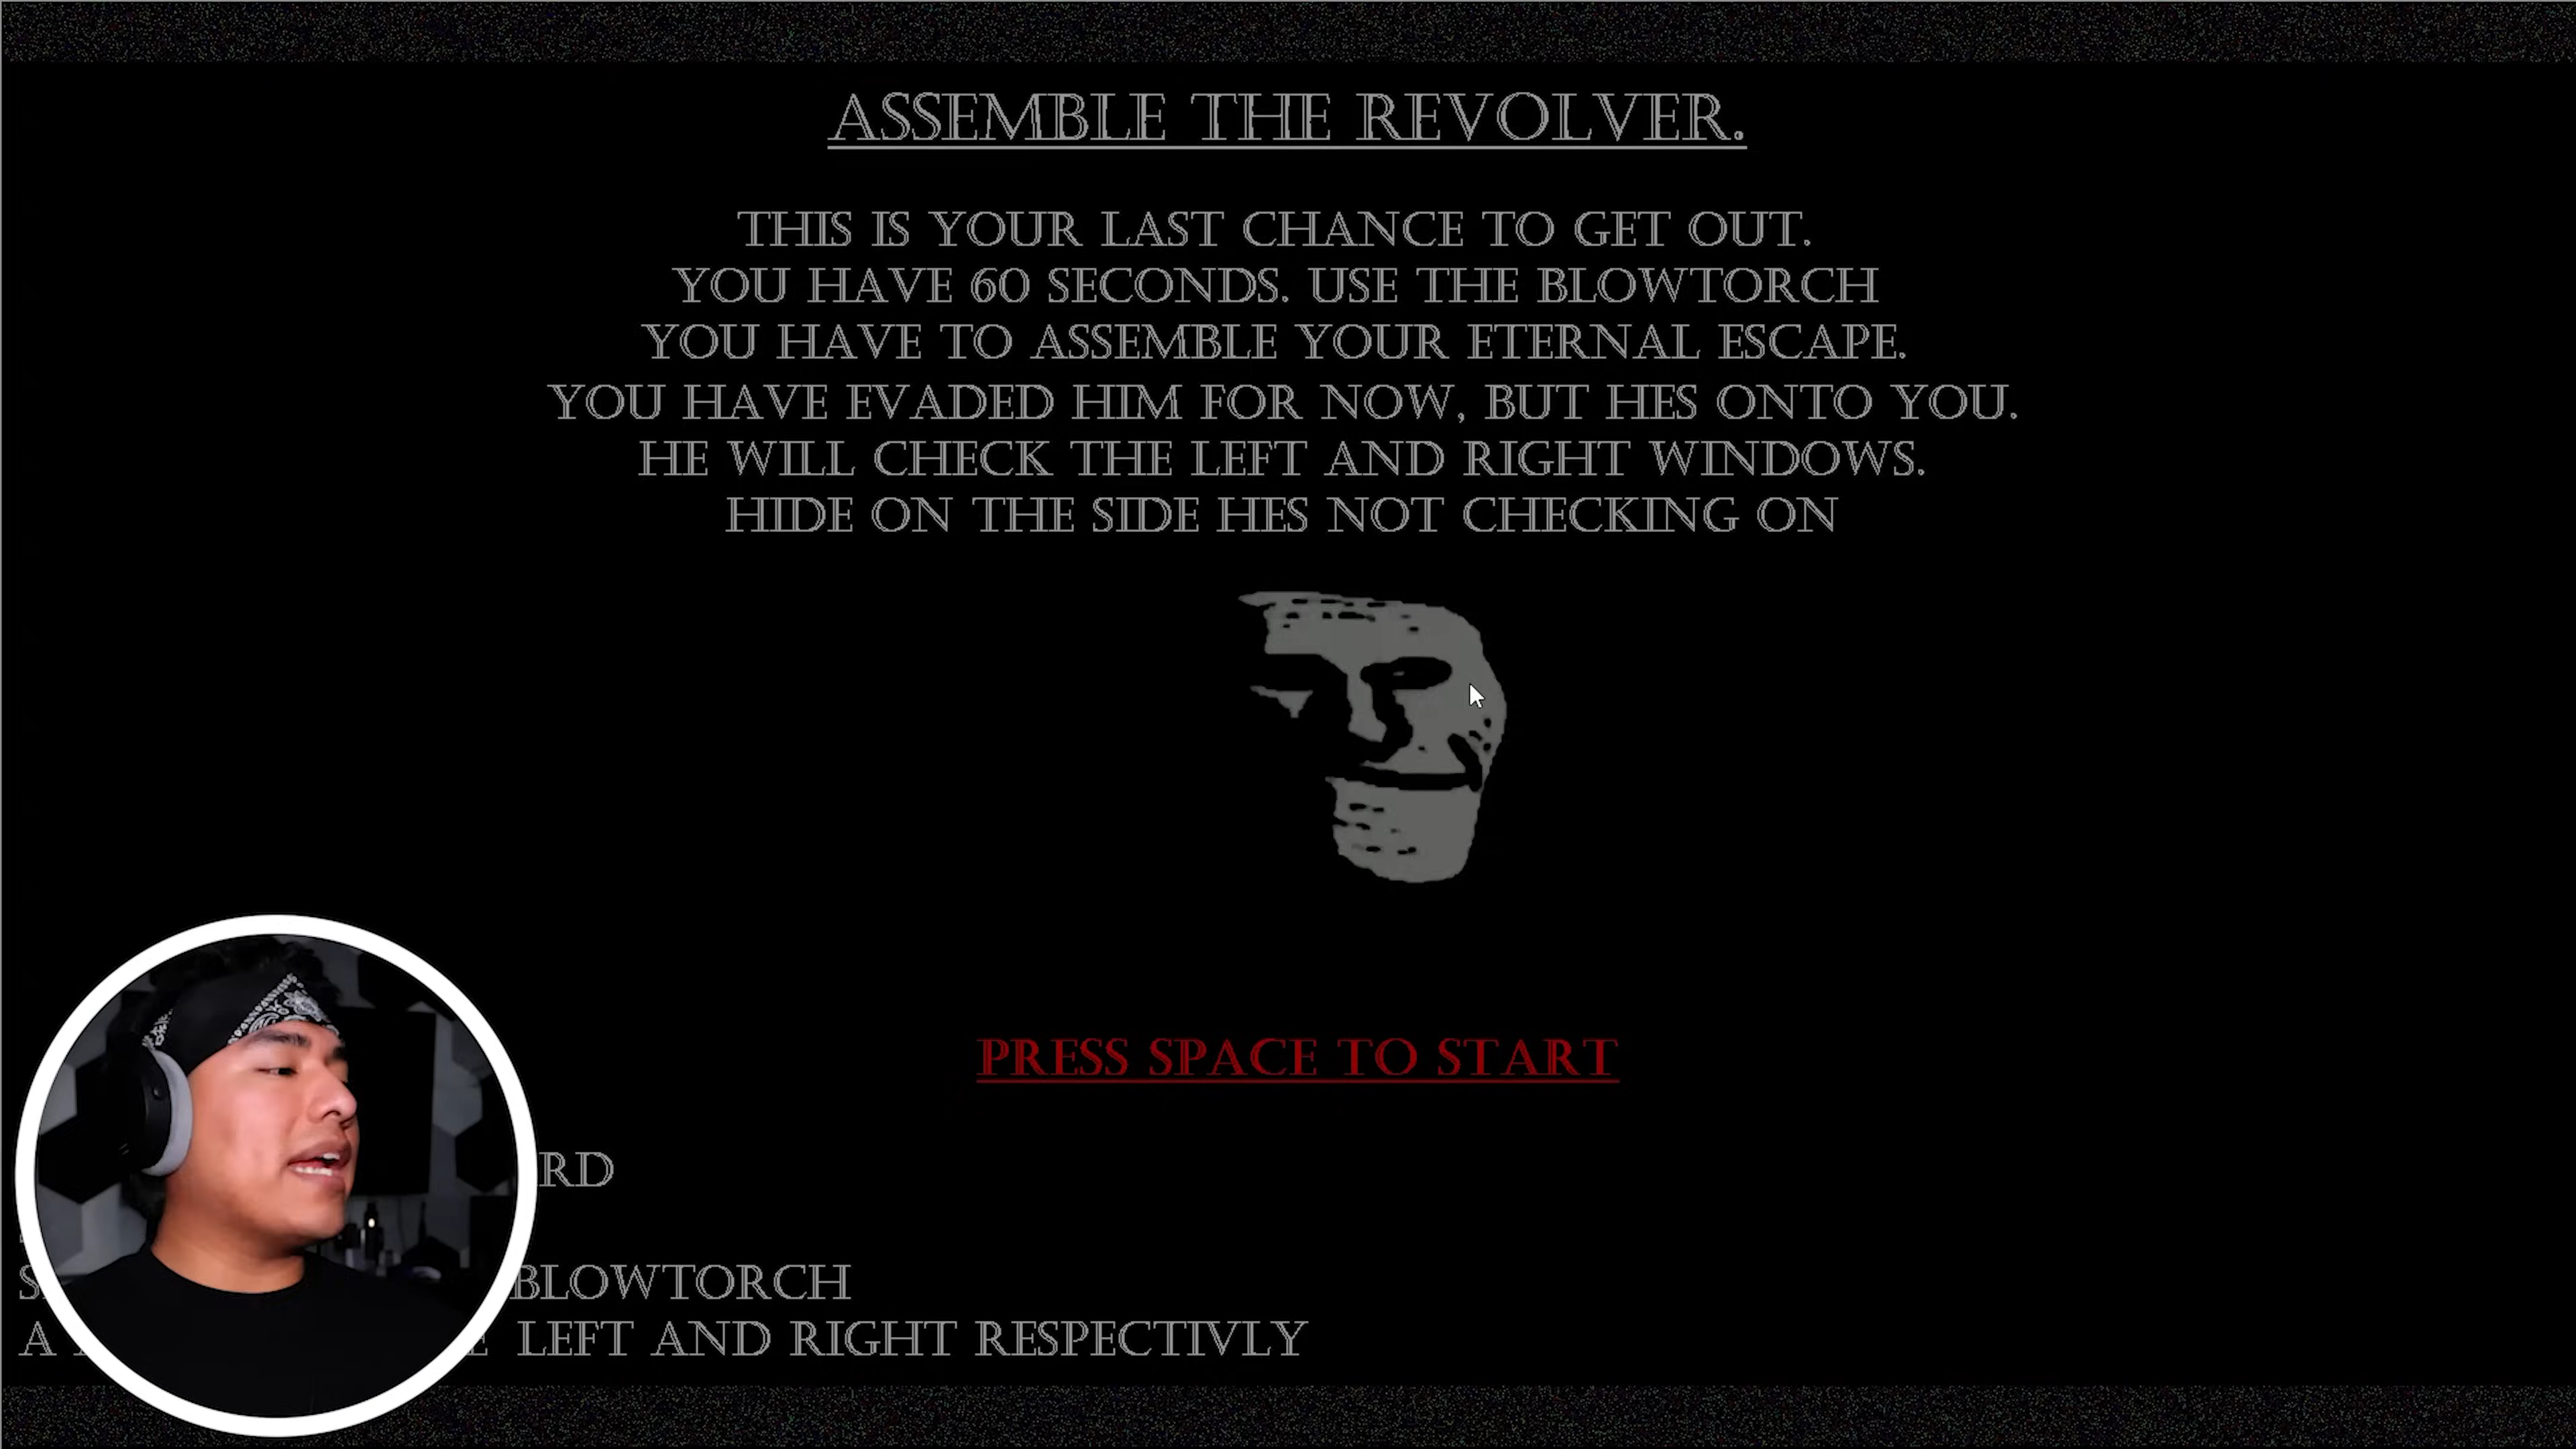 ASSEMBLE THE REVOLVER.
THIS IS YOUR LAST CHANCE TO GET OUT.
YOU HAVE 60 SECONDS. USE THE BLOWTORCH
YOU HAVE TO ASSEMBLE YOUR ETERNAL ESCAPE.
YOU HAVE EVADED HIM FOR NOW, BUT HES ONTO YOU.
HE WILL CHECK THE LEFT AND RIGHT WINDOWS.
HIDE ON THE SIDE HES NOT CHECKING ON
PRESS SPACE TO START
BLOWTORCH
A LEFT AND RIGHT RESPECTIVLY